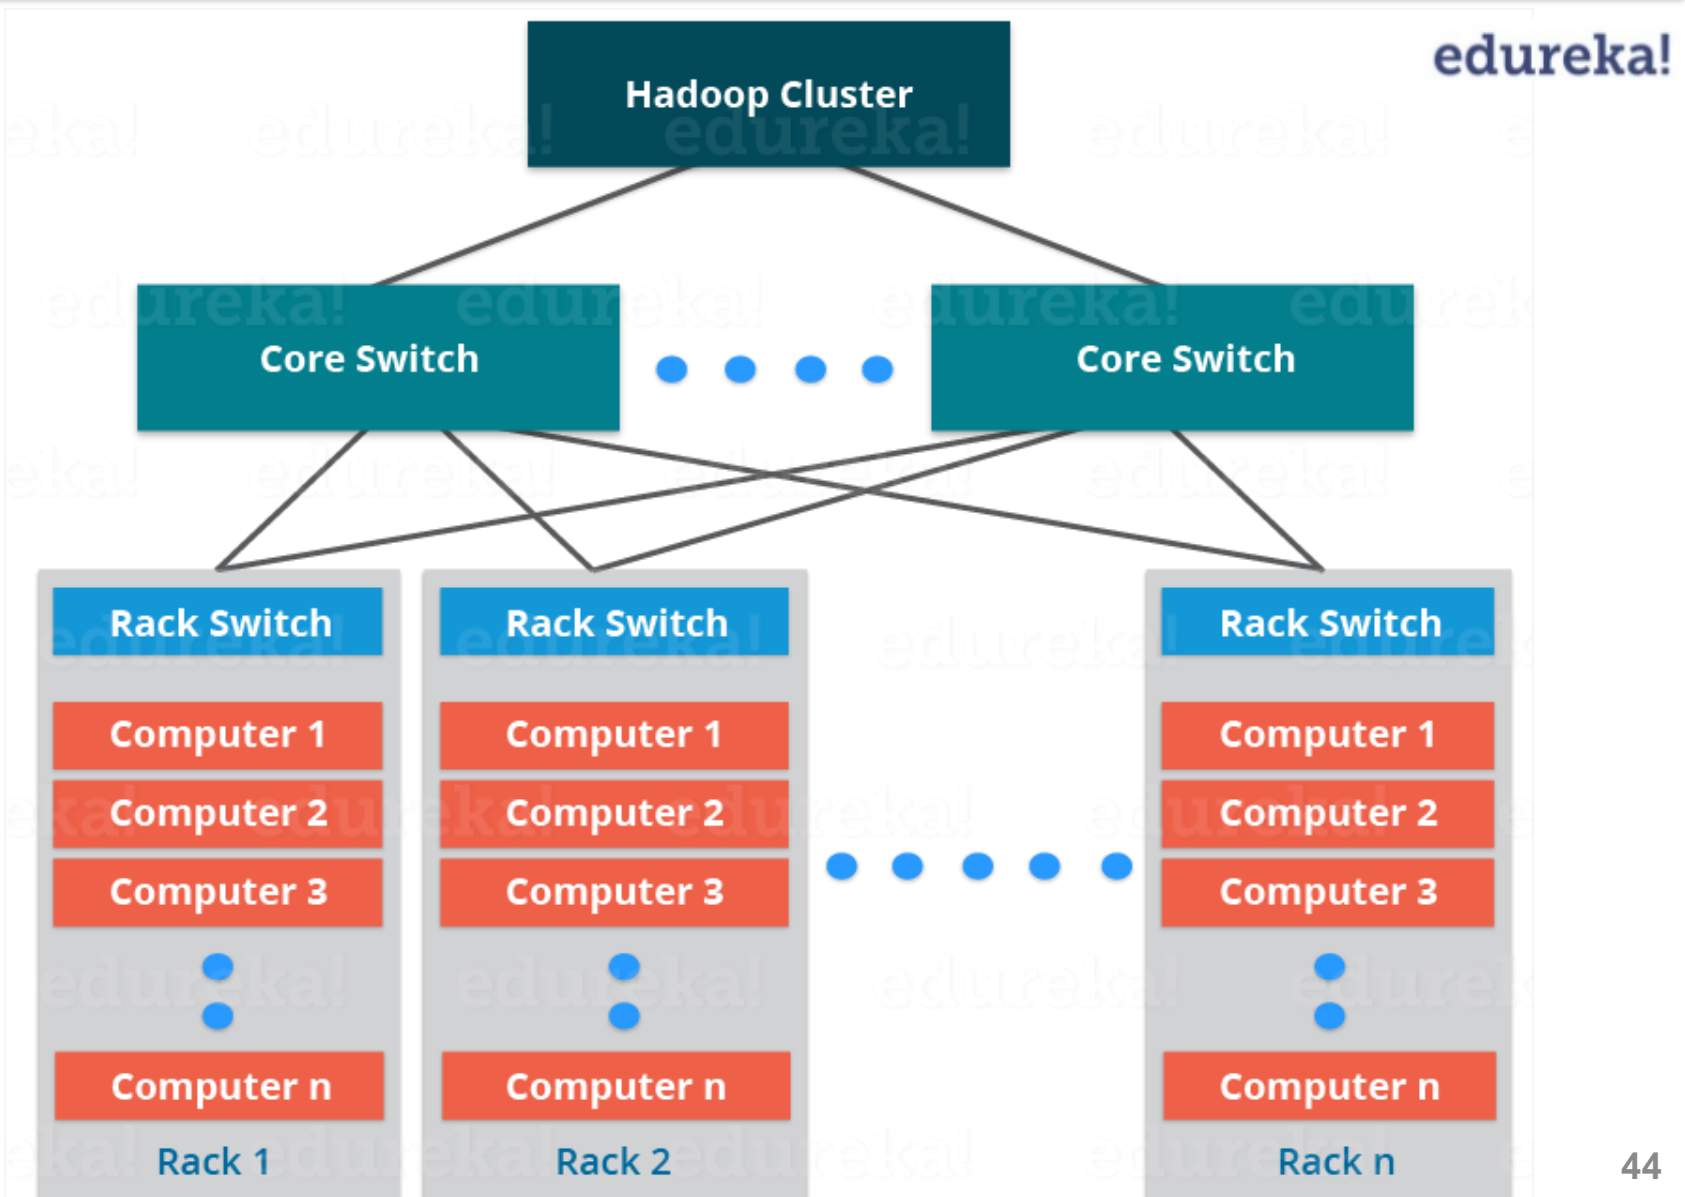 edureka!
Hadoop Cluster
Core Switch
Core Switch
Rack Switch
Computer 1
Computer 2
Computer 3
Computer n
Rack 1
Rack Switch
Computer 1
Computer 2
Computer 3
Computer n
Rack 2
Rack Switch
Computer 1
Computer 2
Computer 3
Computer n
Rack n
44